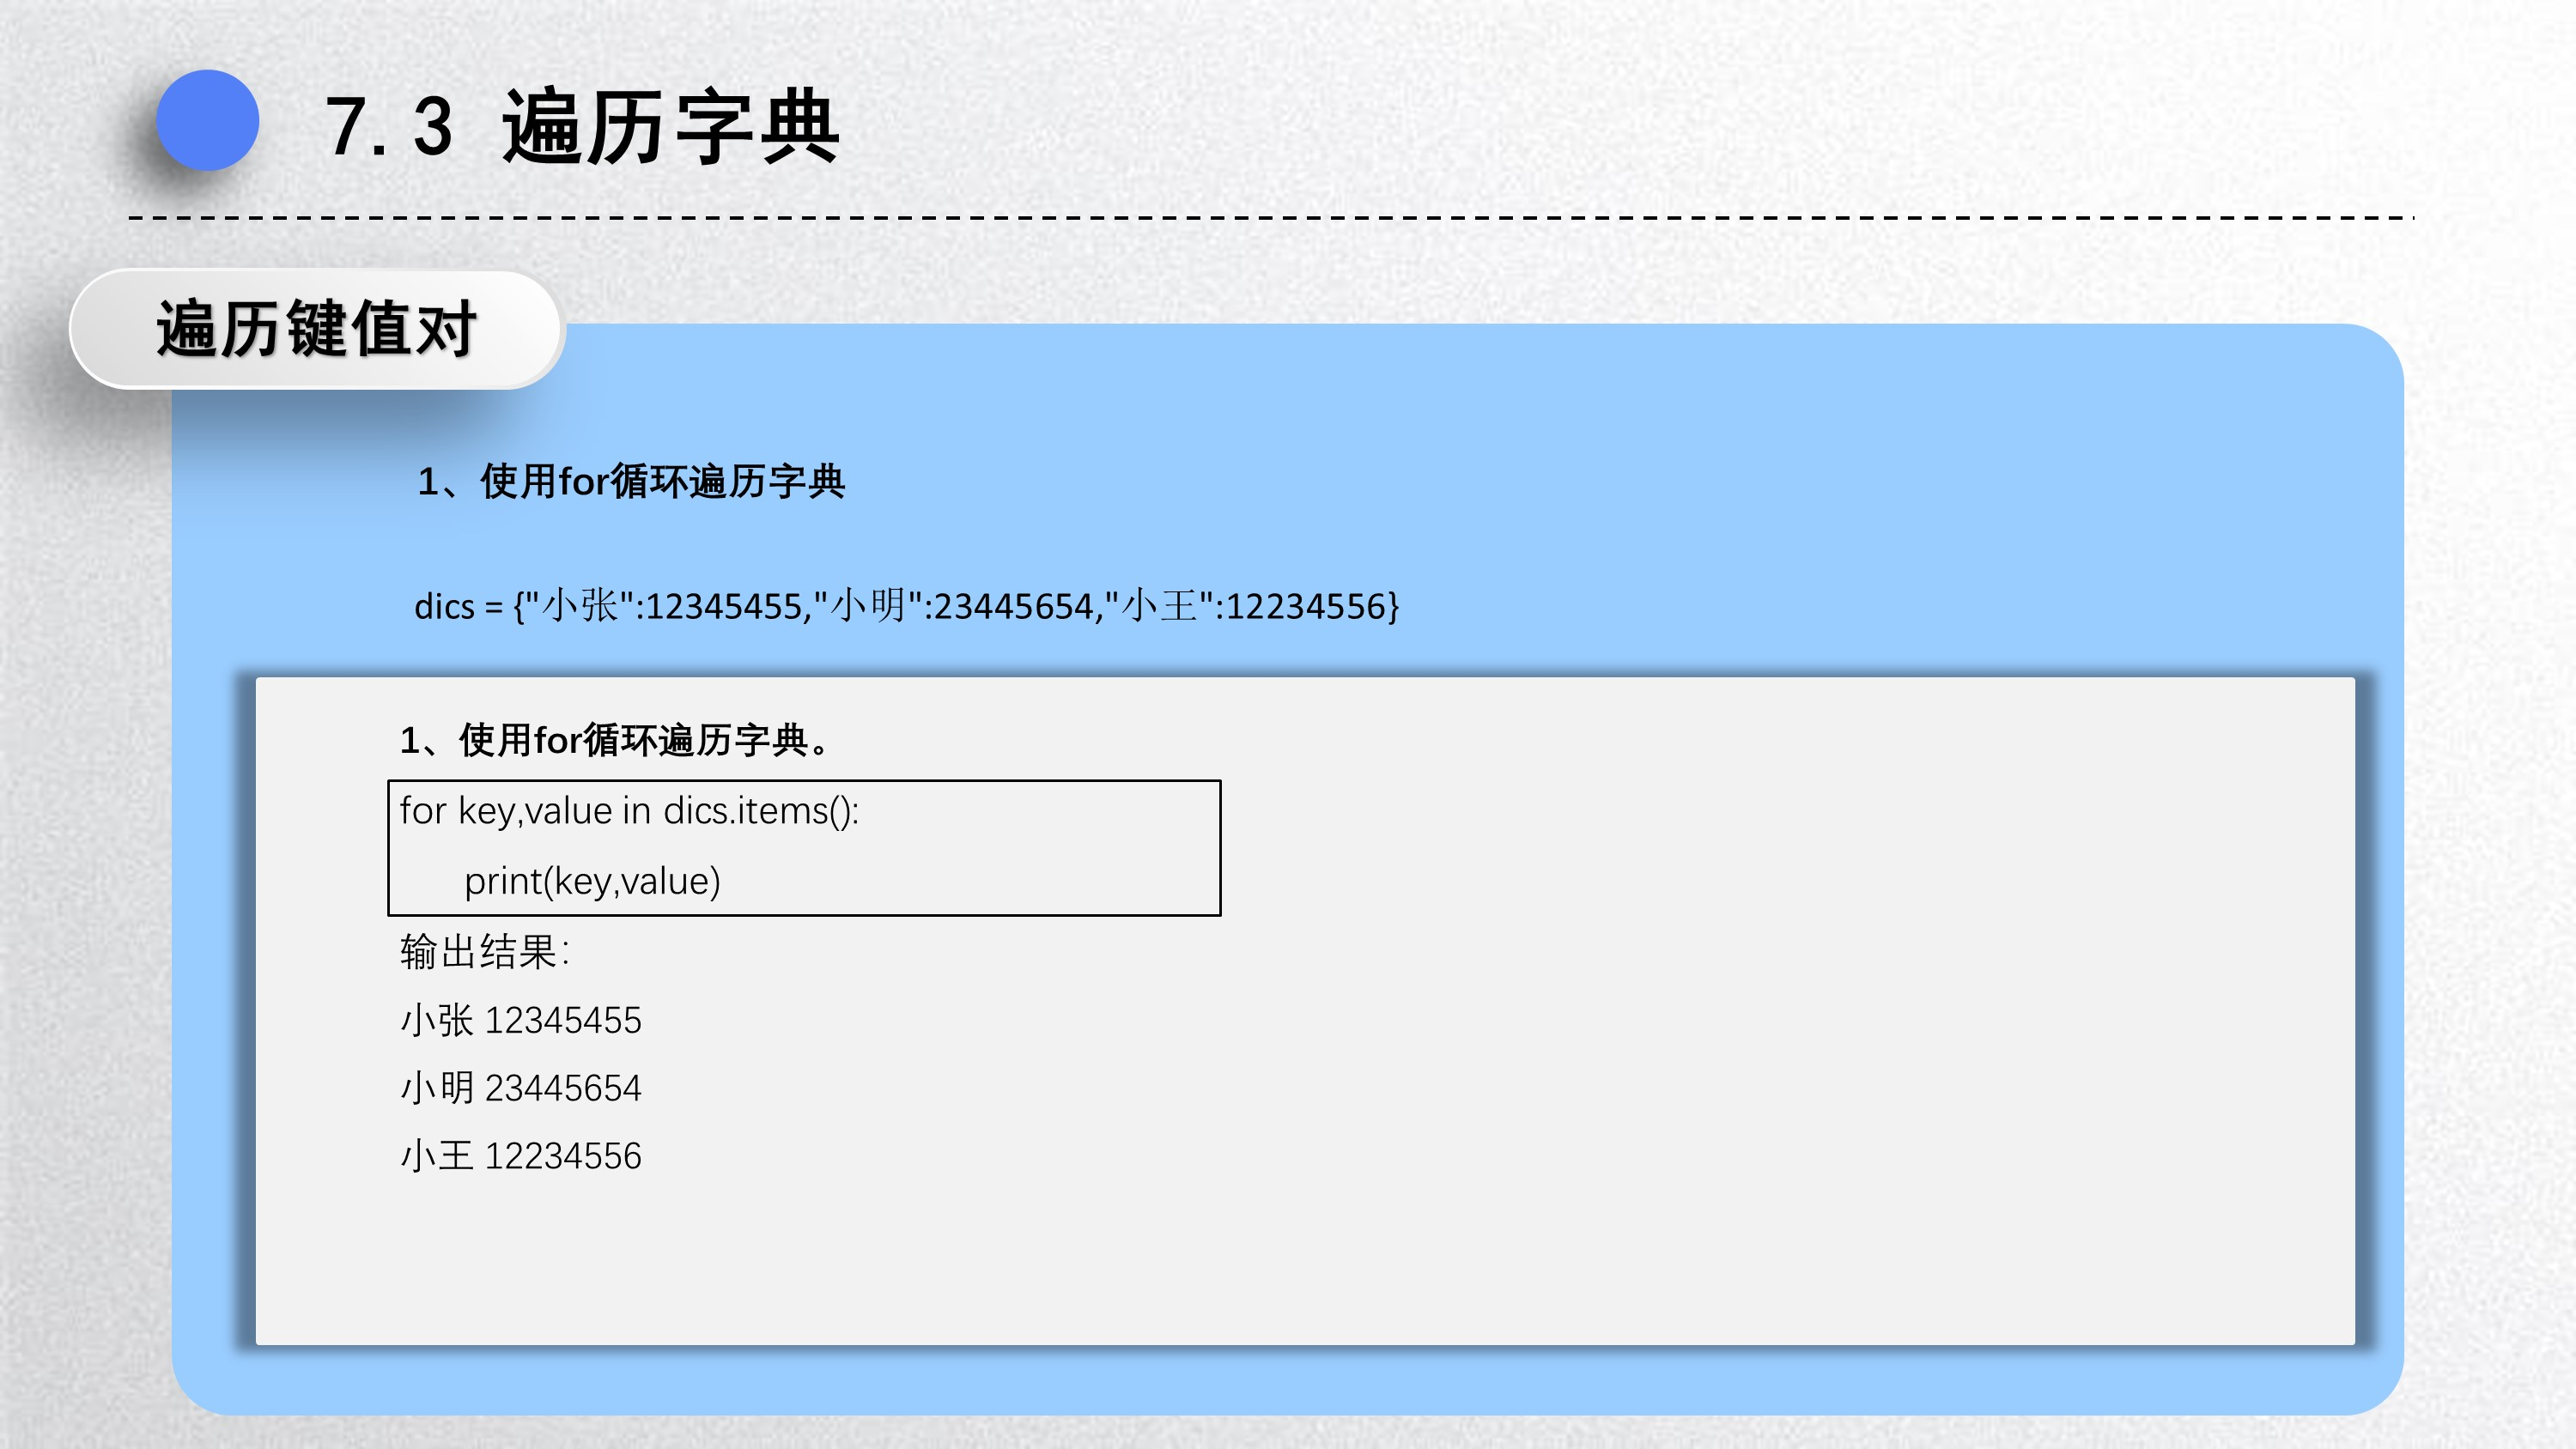 7.3 遍历字典
遍历键值对
1、使用for循环遍历字典
dics = {"小张":12345455,"小明":23445654,"小王":12234556}
1、使用for循环遍历字典。
for key,value in dics.items():
print(key,value)
输出结果：
小张 12345455
小明 23445654
小王 12234556